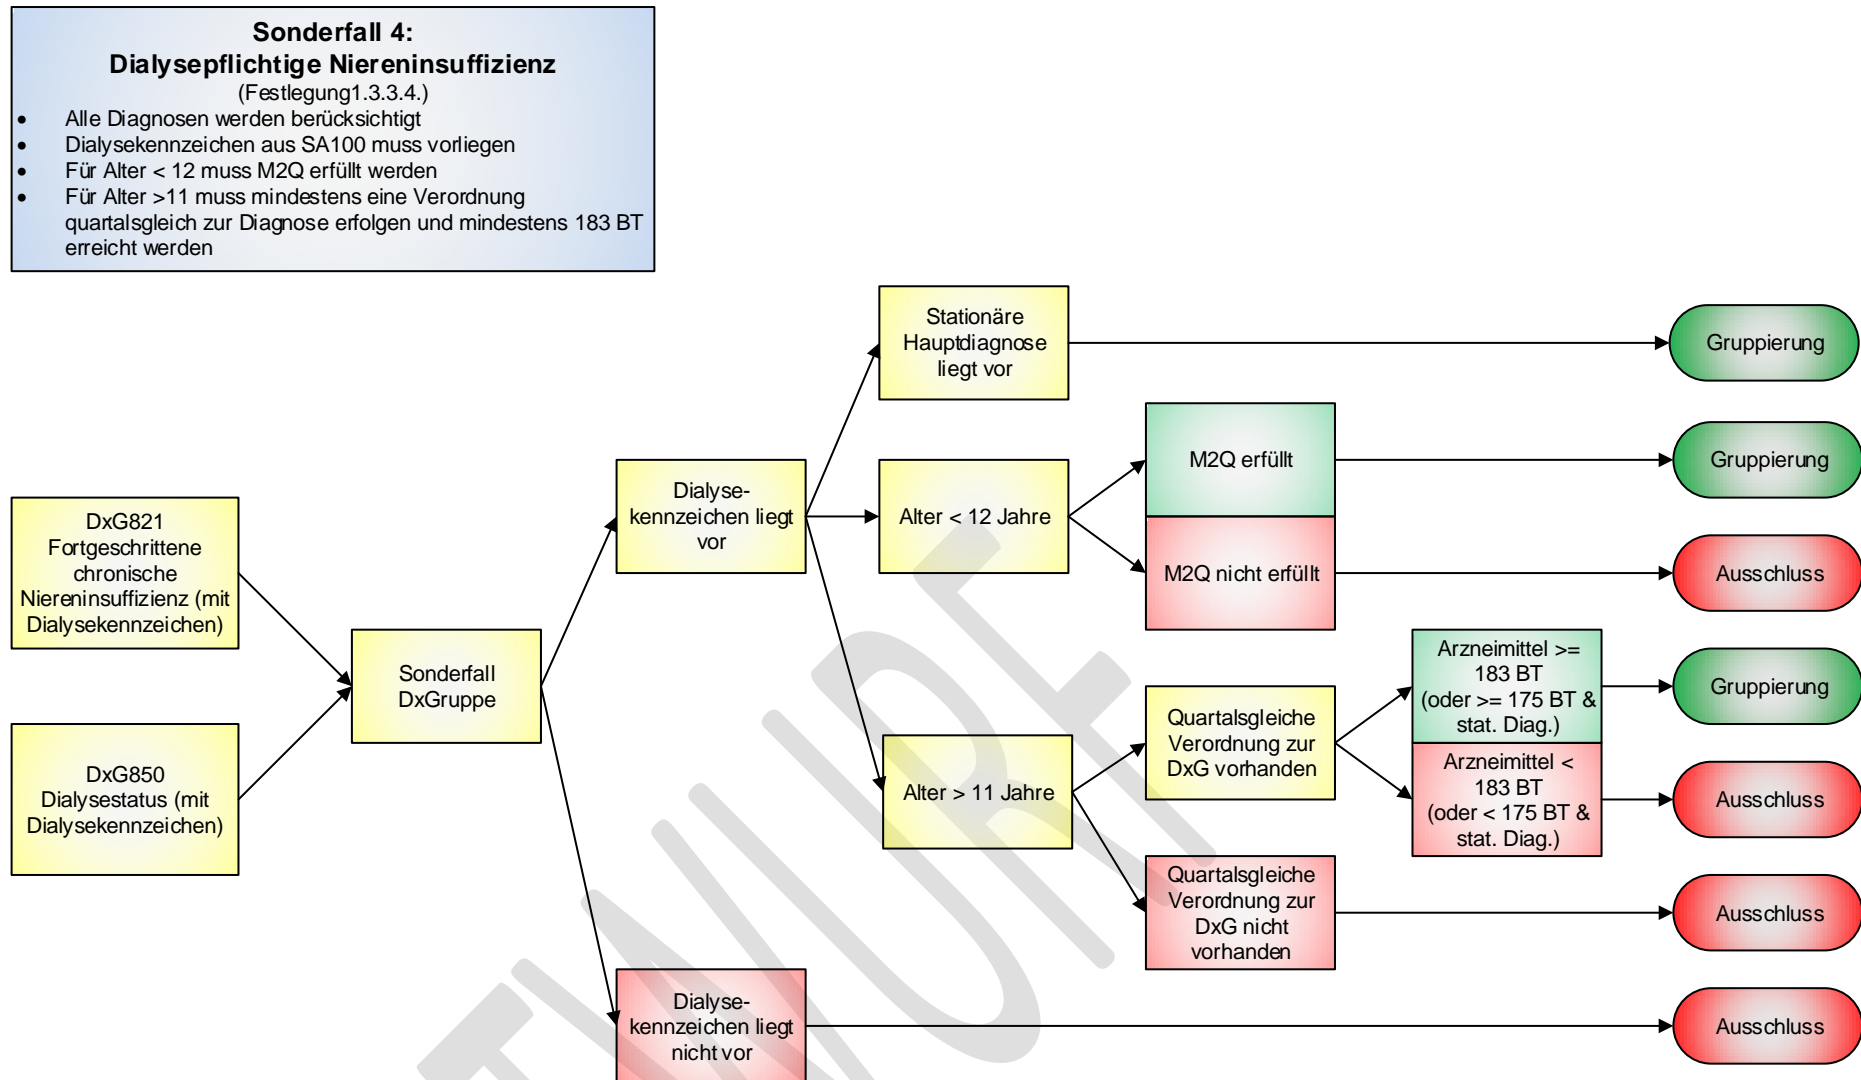 Sonderfall 4:
Dialysepflichtige Niereninsuffizienz
(Festlegung1.3.3.4.)
• Alle Diagnosen werden berücksichtigt
• Dialysekennzeichen aus SA100 muss vorliegen
• Für Alter < 12 muss M2Q erfüllt werden
• Für Alter >11 muss mindestens eine Verordnung
quartalsgleich zur Diagnose erfolgen und mindestens 183 BT
erreicht werden
DxG821
Fortgeschrittene
chronische
Niereninsuffizienz (mit
Dialysekennzeichen)
DxG850
Dialysestatus (mit
Dialysekennzeichen)
Sonderfall
DxGruppe
Dialyse-
kennzeichen liegt
vor
Dialyse-
kennzeichen liegt
nicht vor
Stationäre
Hauptdiagnose
liegt vor
Alter < 12 Jahre
Alter > 11 Jahre
M2Q erfüllt
M2Q nicht erfüllt
Quartalsgleiche
Verordnung zur
DxG vorhanden
Quartalsgleiche
Verordnung zur
DxG nicht
vorhanden
Arzneimittel >=
183 BT
(oder >= 175 BT &
stat. Diag.)
Arzneimittel <
183 BT
(oder < 175 BT &
stat. Diag.)
Gruppierung
Gruppierung
Ausschluss
Gruppierung
Ausschluss
Ausschluss
Ausschluss
TWURF